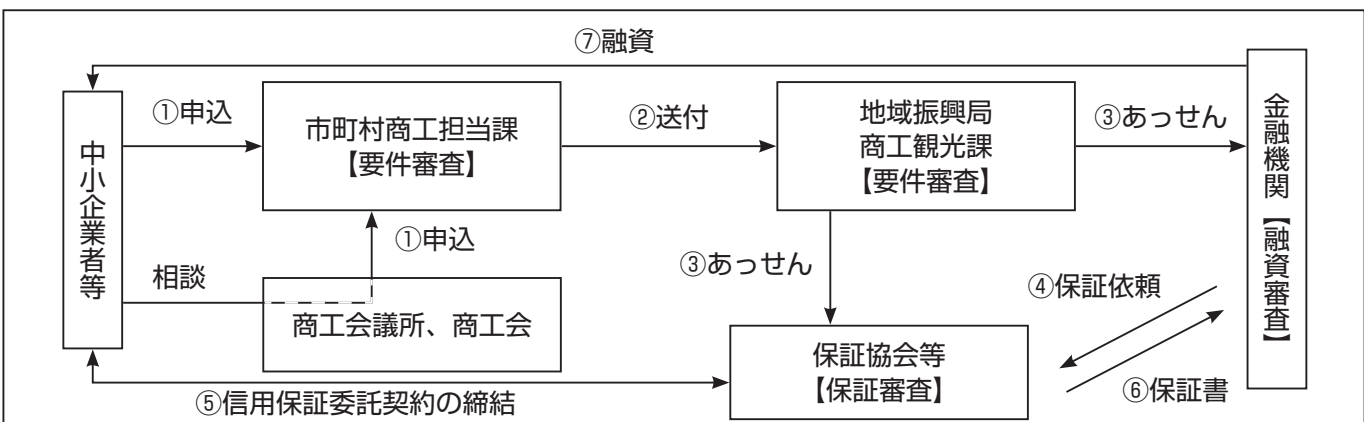 ⑦融資
中小企業者等
①申込
市町村商工担当課
【要件審査】
②送付
地域振興局
商工観光課
【要件審査】
③あっせん
金融機関【融資審査】
①申込
相談
商工会議所、商工会
③あっせん
④保証依頼
保証協会等
【保証審査】
⑤信用保証委託契約の締結
⑥保証書